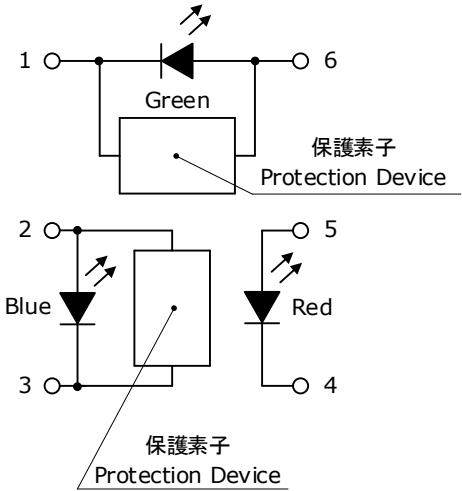 1
6
Green
保護素子
Protection Device
2
5
Blue
Red
3
4
保護素子
Protection Device